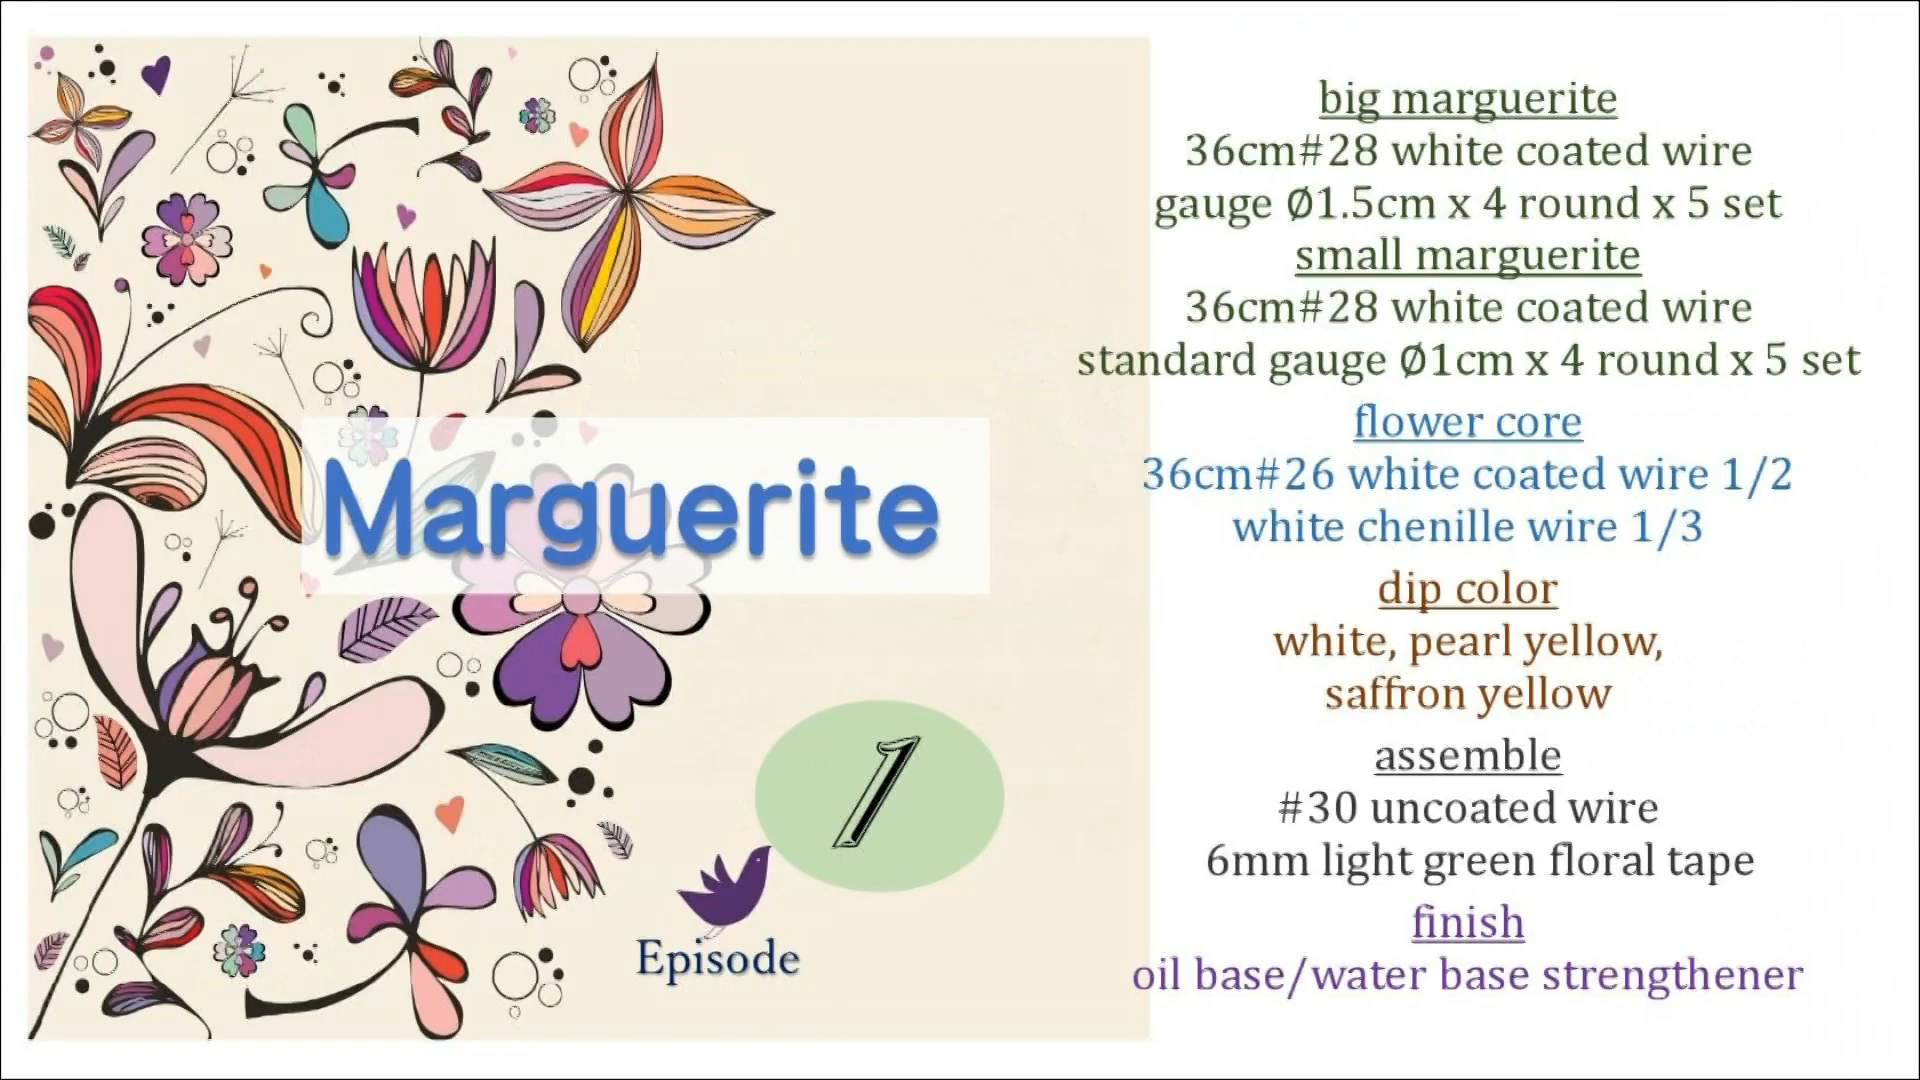 Marguerite
1
Episode
big marguerite
36cm#28 white coated wire
gauge Ø1.5cm x 4 round x 5 set
small marguerite
36cm#28 white coated wire
standard gauge Ø1cm x 4 round x 5 set
flower core
36cm#26 white coated wire 1/2
white chenille wire 1/3
dip color
white, pearl yellow,
saffron yellow
assemble
#30 uncoated wire
6mm light green floral tape
finish
oil base/water base strengthener